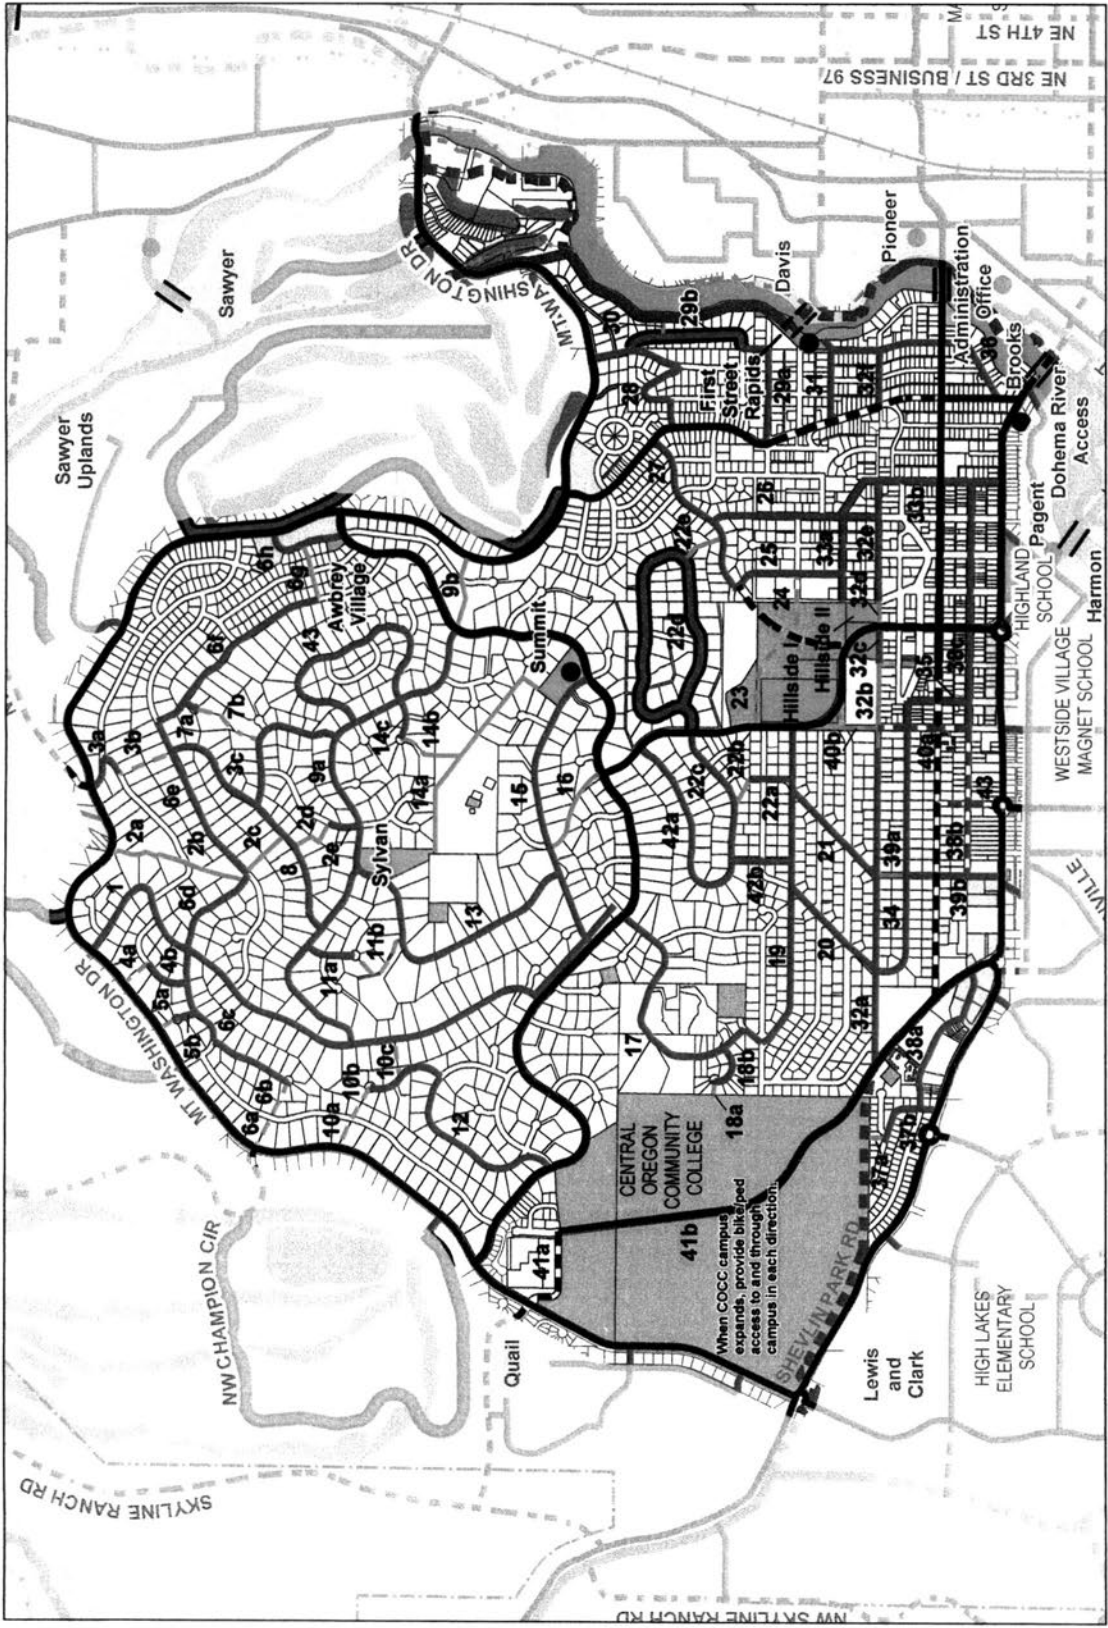 SKYLINE RANCH RD
NW SKYLINE RANCH RD
NW CHAMPION CIR
MT WASHINGTON DR
MT.WASHINGTON DR
Sawyer
Uplands
Sawyer
NE 3RD ST / BUSINESS 97
NE 4TH ST
Quail
Awbrey
Village
Sylvan
Summit
1
2a
2b
2c
2d
2e
3a
3b
3c
4a
4b
5a
5b
6a
6b
6c
6d
6e
6f
6g
6h
7a
7b
8
9a
9b
10a
10b
10c
11a
11b
12
13
14a
14b
14c
43
15
16
17
18a
18b
19
20
21
22a
22b
22c
22d
22e
23
24
25
26
27
28
29a
29b
30
31
32a
32b
32c
32d
32e
32f
33a
33b
34
35
36
36c
37a
37b
38a
38b
39a
39b
40a
40b
41a
41b
42a
42b
43
CENTRAL
OREGON
COMMUNITY
COLLEGE
When COCC campus
expands, provide bike/ped
access to and through
campus in each direction.
SHEVLIN PARK RD
Lewis
and
Clark
HIGH LAKES
ELEMENTARY
SCHOOL
Hillside I
Hillside II
First
Street
Rapids
Davis
Pioneer
Administration
Office
Brooks
Dohema River
Access
Pagent
Harmon
HIGHLAND
SCHOOL
WESTSIDE VILLAGE
MAGNET SCHOOL